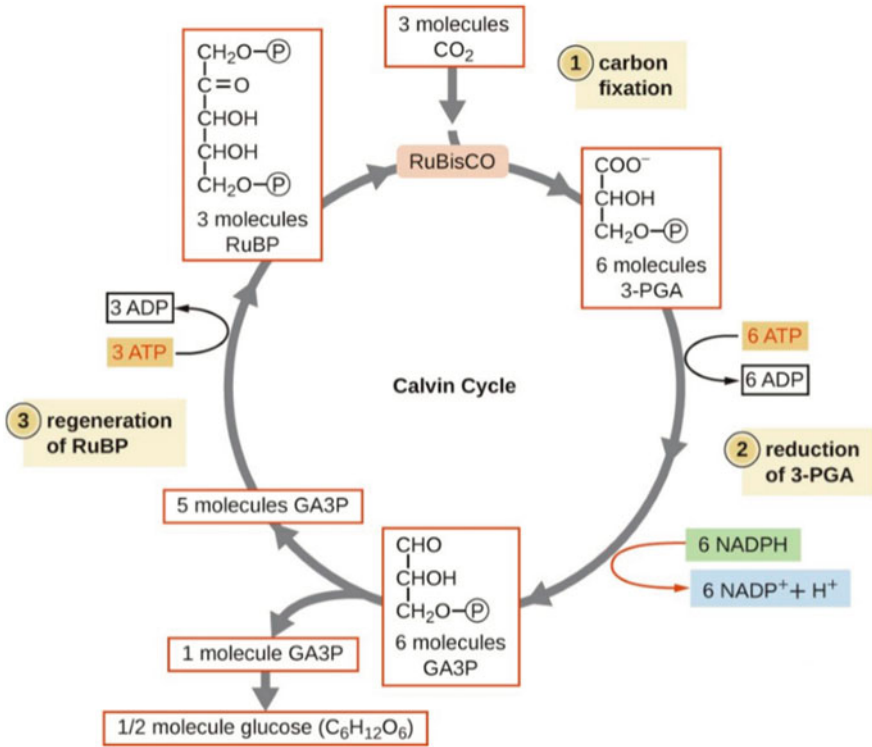 3 molecules
CO₂
1 carbon
fixation
CH₂O—P
C=O
CHOH
CHOH
CH₂O—P
3 molecules
RuBP
RuBisCO
COO⁻
CHOH
CH₂O—P
6 molecules
3-PGA
3 ADP
3 ATP
6 ATP
6 ADP
Calvin Cycle
3 regeneration
of RuBP
2 reduction
of 3-PGA
5 molecules GA3P
CHO
CHOH
CH₂O—P
6 molecules
GA3P
6 NADPH
6 NADP⁺ + H⁺
1 molecule GA3P
1/2 molecule glucose (C₆H₁₂O₆)